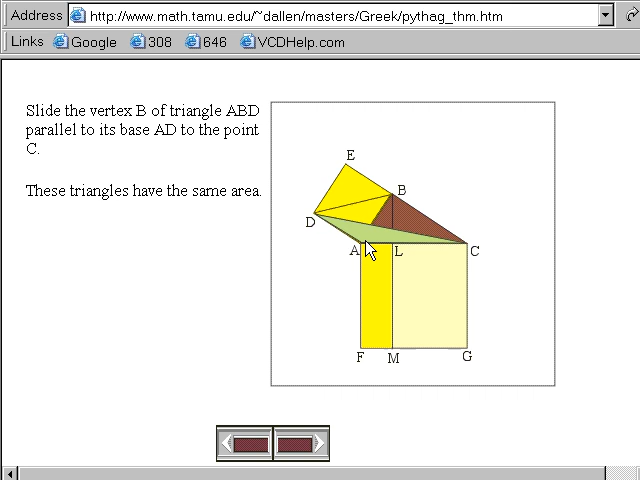 Address http://www.math.tamu.edu/~dallen/masters/Greek/pythag_thm.htm
Links Google 308 646 VCDHelp.com
Slide the vertex B of triangle ABD
parallel to its base AD to the point
C.
These triangles have the same area.
E
B
D
A L C
F M G